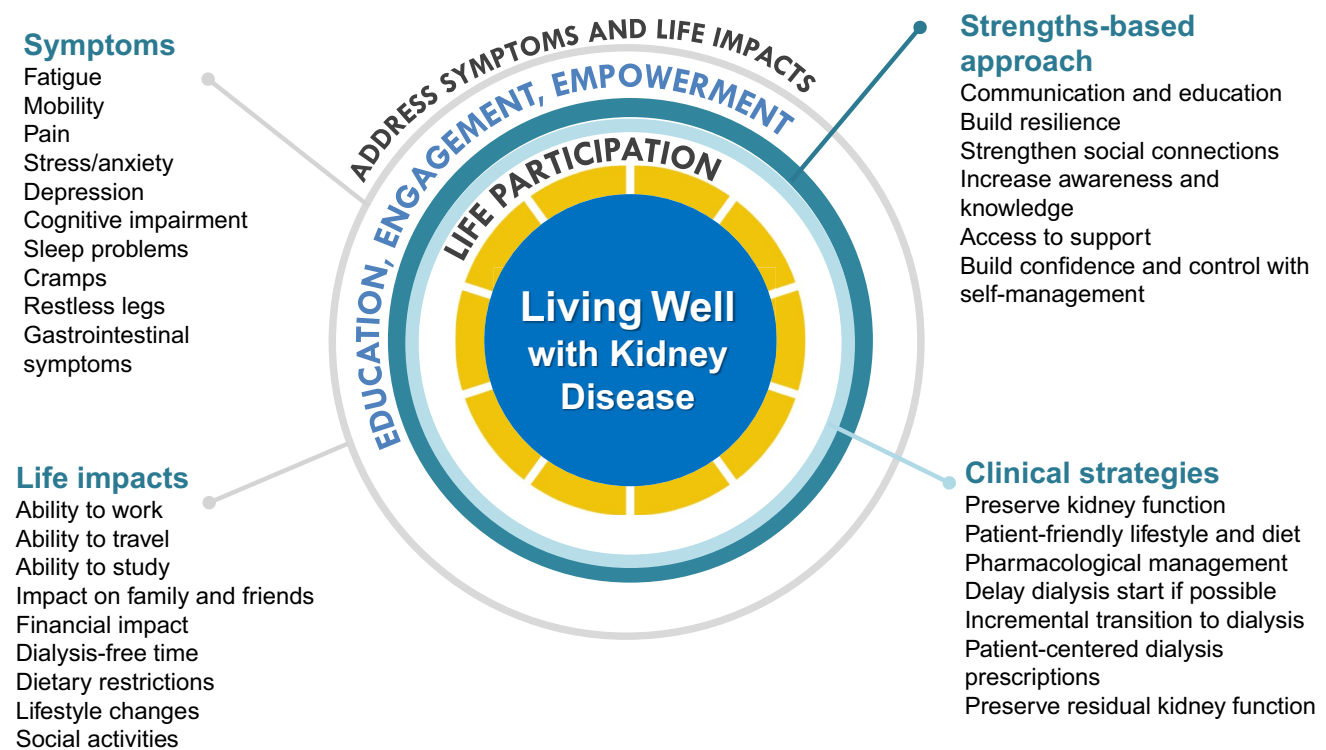 Symptoms
Fatigue
Mobility
Pain
Stress/anxiety
Depression
Cognitive impairment
Sleep problems
Cramps
Restless legs
Gastrointestinal
symptoms
Life impacts
Ability to work
Ability to travel
Ability to study
Impact on family and friends
Financial impact
Dialysis-free time
Dietary restrictions
Lifestyle changes
Social activities
ADDRESS SYMPTOMS AND LIFE IMPACTS
EDUCATION, ENGAGEMENT, EMPOWERMENT
LIFE PARTICIPATION
Living Well
with Kidney
Disease
Strengths-based
approach
Communication and education
Build resilience
Strengthen social connections
Increase awareness and
knowledge
Access to support
Build confidence and control with
self-management
Clinical strategies
Preserve kidney function
Patient-friendly lifestyle and diet
Pharmacological management
Delay dialysis start if possible
Incremental transition to dialysis
Patient-centered dialysis
prescriptions
Preserve residual kidney function